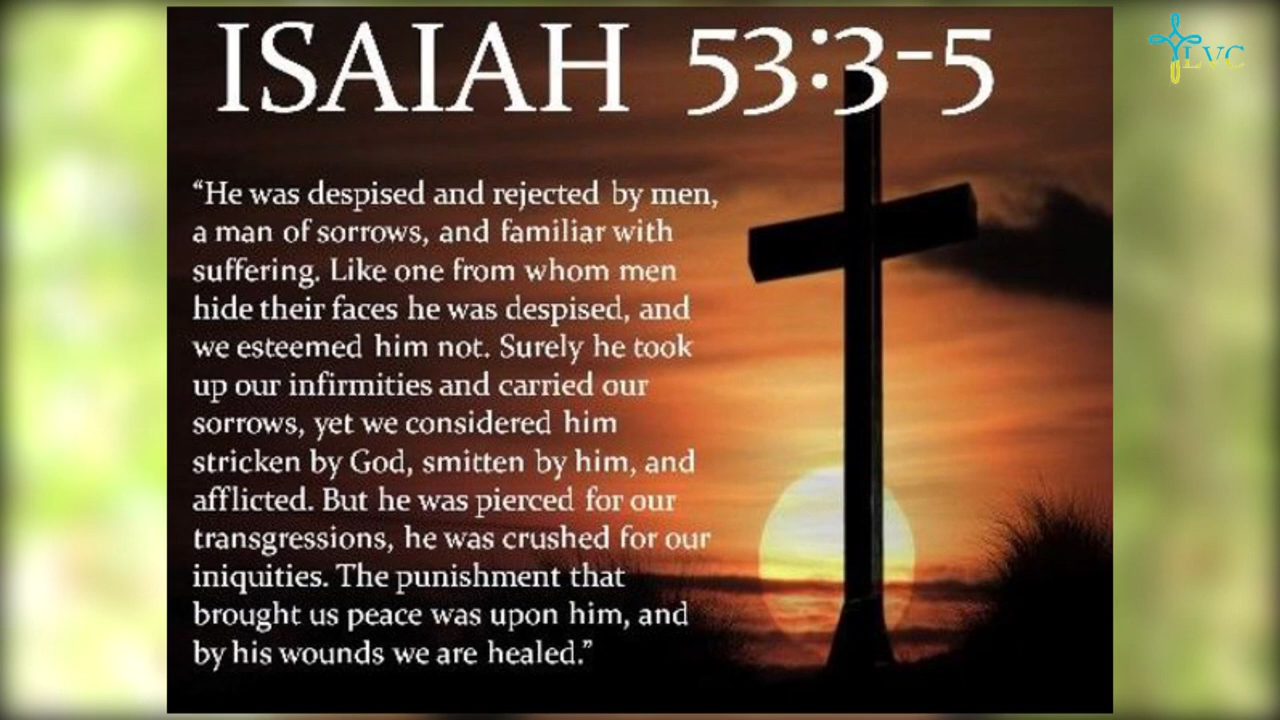 ISAIAH 53:3-5
LVC
“He was despised and rejected by men,
a man of sorrows, and familiar with
suffering. Like one from whom men
hide their faces he was despised, and
we esteemed him not. Surely he took
up our infirmities and carried our
sorrows, yet we considered him
stricken by God, smitten by him, and
afflicted. But he was pierced for our
transgressions, he was crushed for our
iniquities. The punishment that
brought us peace was upon him, and
by his wounds we are healed.”